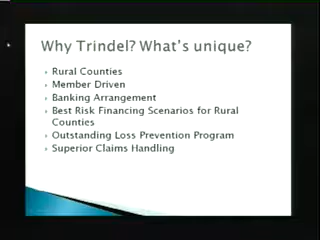 Why Trindel? What's unique?
Rural Counties
Member Driven
Banking Arrangement
Best Risk Financing Scenarios for Rural
Counties
Outstanding Loss Prevention Program
Superior Claims Handling